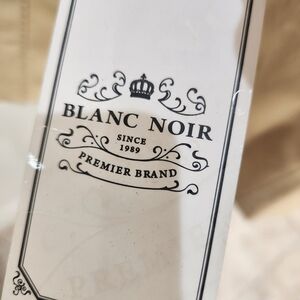 BLANC NOIR
SINCE
1989
PREMIER BRAND